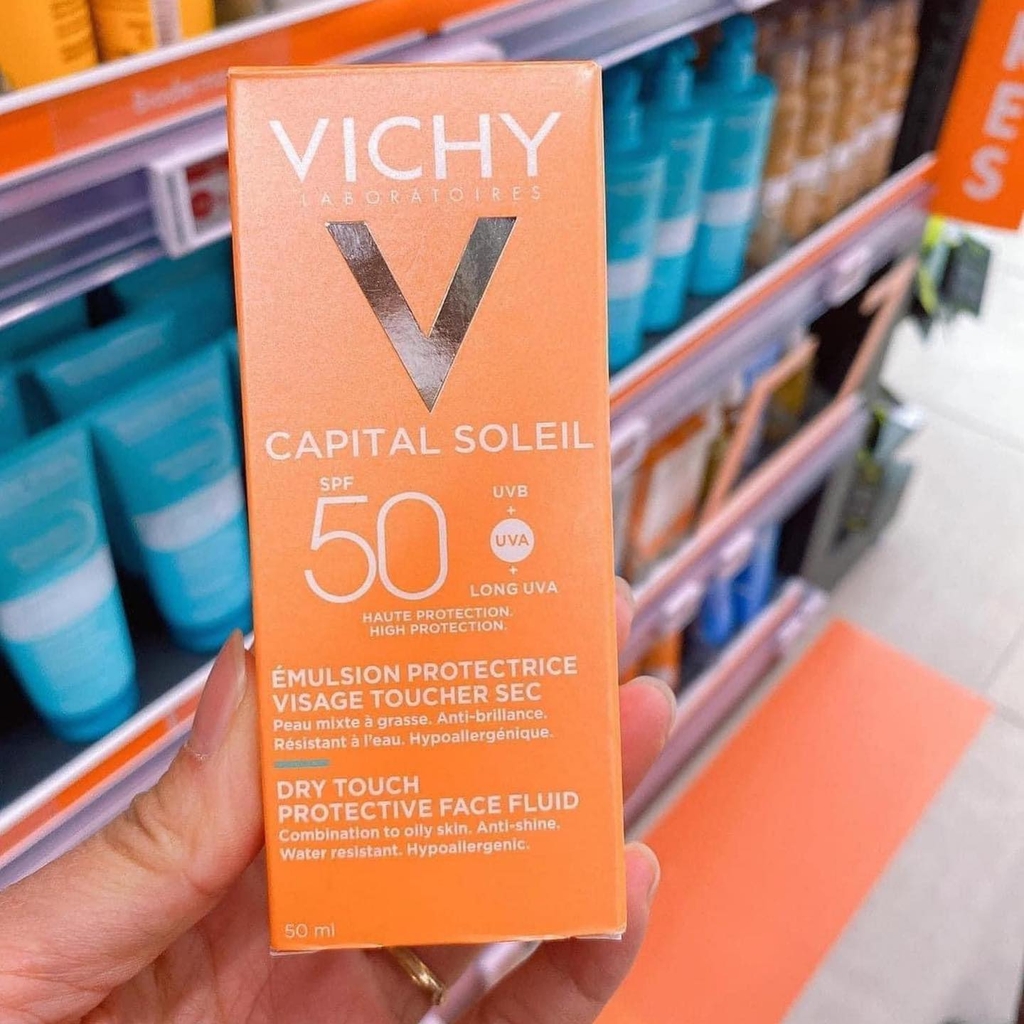 VICHY
LABORATOIRES
CAPITAL SOLEIL
SPF
50
UVB
+
UVA
+
LONG UVA
HAUTE PROTECTION.
HIGH PROTECTION.
ÉMULSION PROTECTRICE
VISAGE TOUCHER SEC
Peau mixte à grasse. Anti-brillance.
Résistant à l'eau. Hypoallergénique.
DRY TOUCH
PROTECTIVE FACE FLUID
Combination to oily skin. Anti-shine.
Water resistant. Hypoallergenic.
50 ml